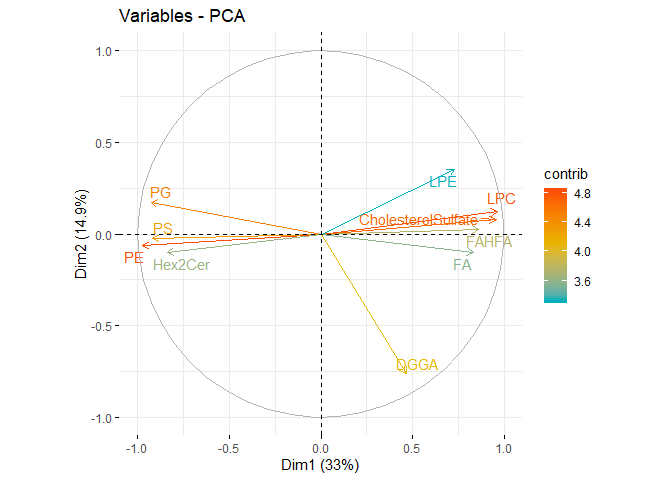 Variables - PCA
1.0
0.5
0.0
-0.5
-1.0
Dim2 (14.9%)
PG
LPE
LPC
CholesterolSulfate
PS
FAHFA
PE
Hex2Cer
FA
DGGA
-1.0
-0.5
0.0
0.5
1.0
Dim1 (33%)
contrib
4.8
4.4
4.0
3.6